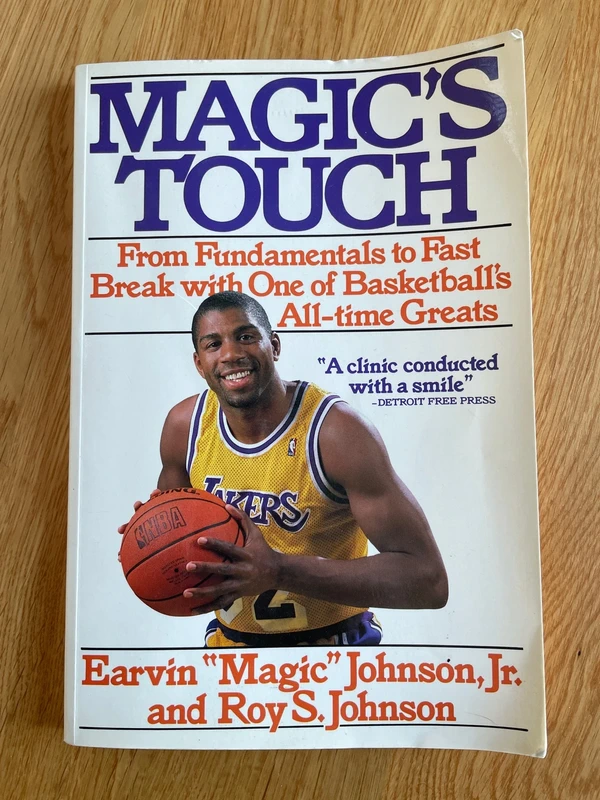 MAGIC'S
TOUCH
From Fundamentals to Fast
Break with One of Basketball's
All-time Greats
"A clinic conducted
with a smile"
–DETROIT FREE PRESS
LAKERS
NBA
Earvin "Magic" Johnson, Jr.
and Roy S. Johnson